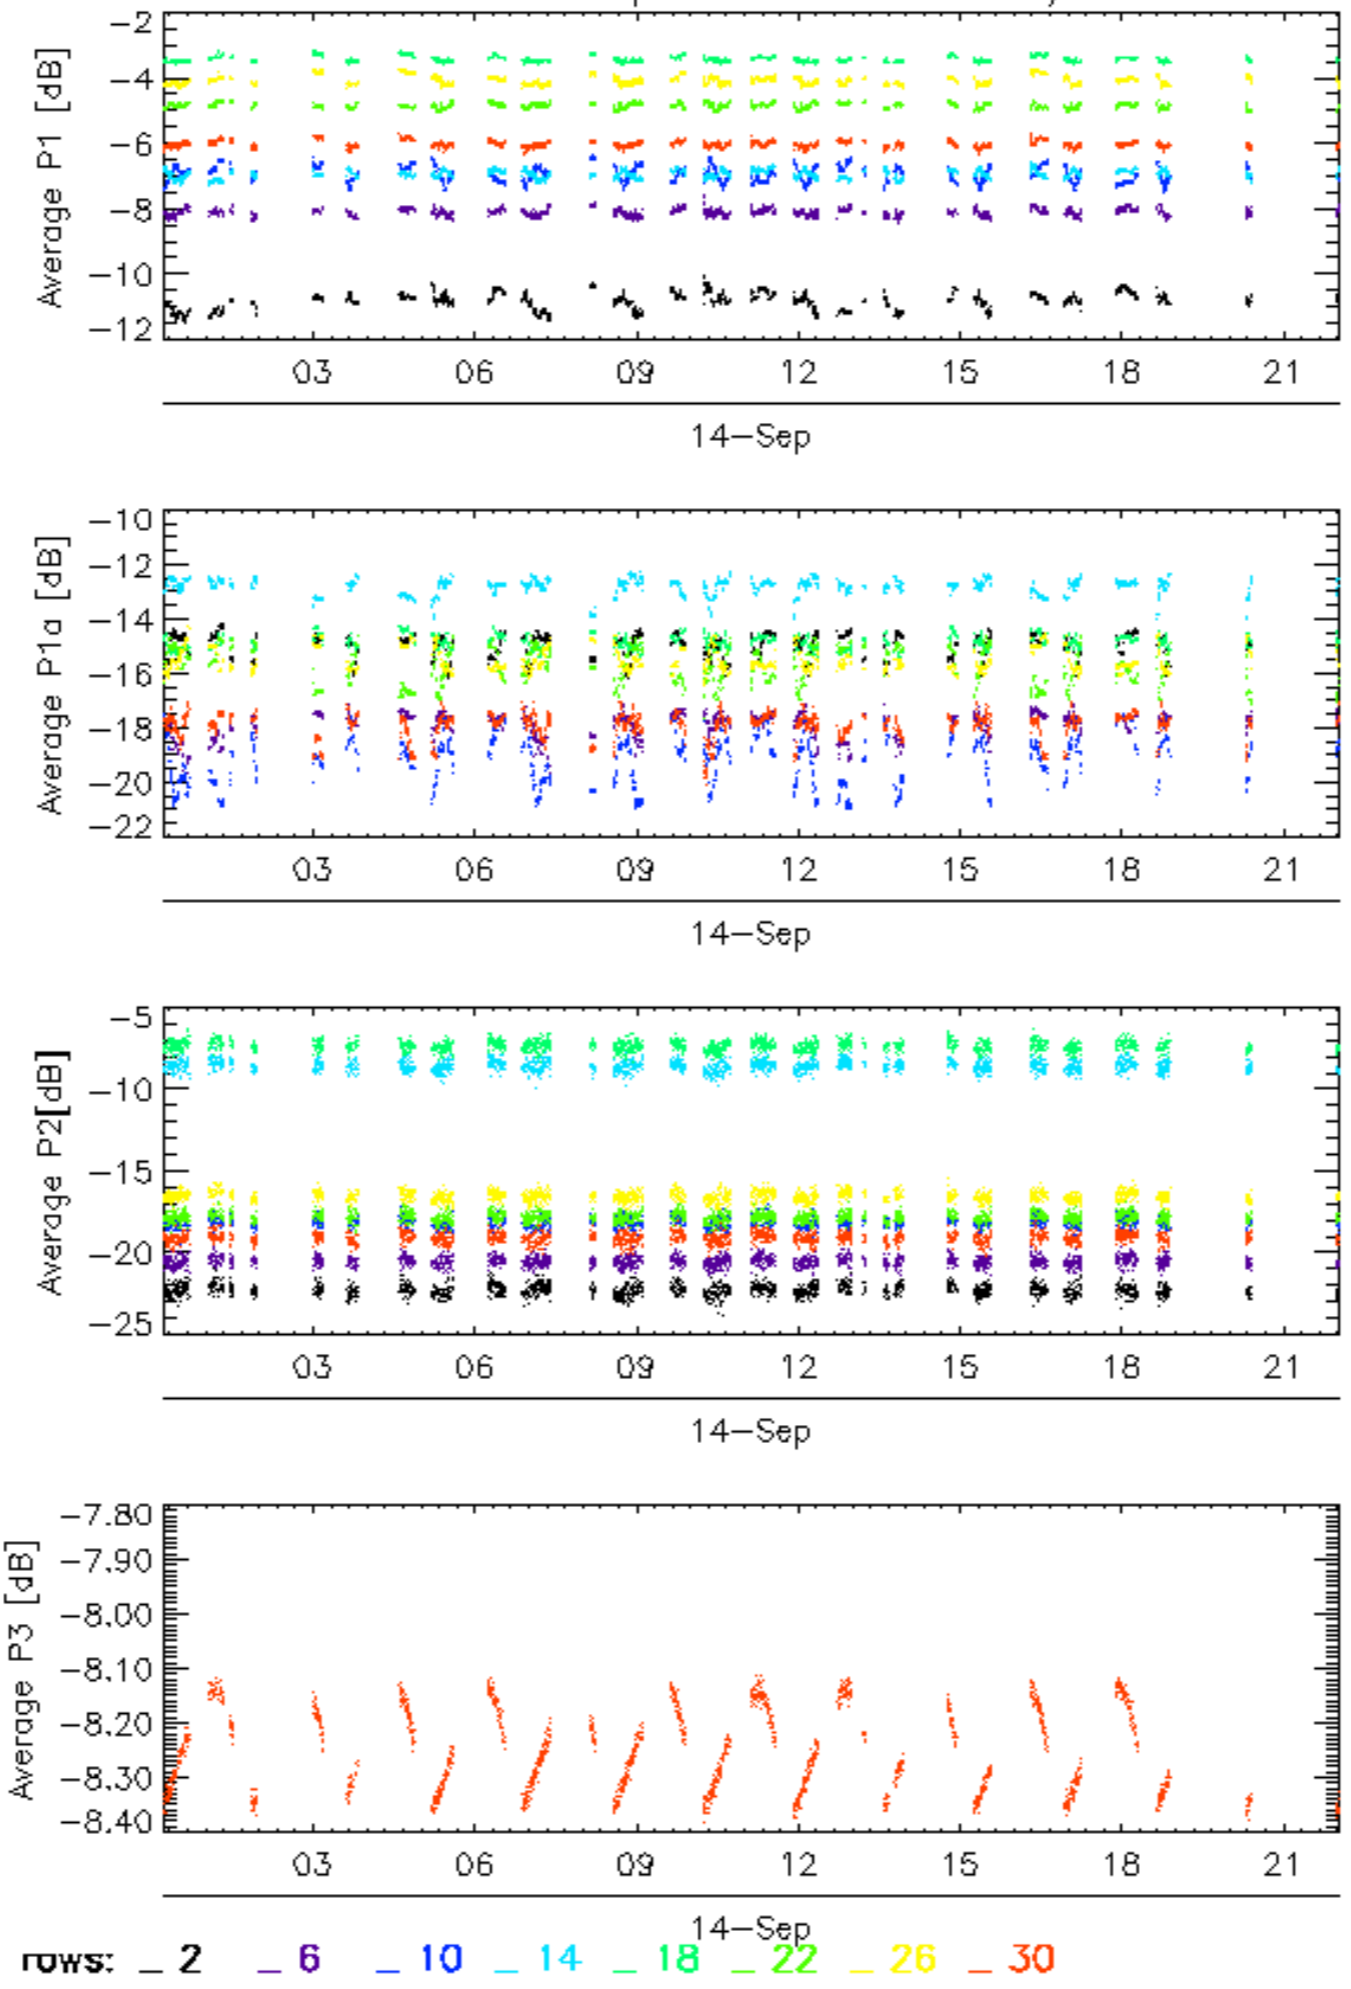 Average P1 [dB]
−2
−4
−6
−8
−10
−12
03 06 09 12 15 18 21
14−Sep
Average P1a [dB]
−10
−12
−14
−16
−18
−20
−22
03 06 09 12 15 18 21
14−Sep
Average P2[dB]
−5
−10
−15
−20
−25
03 06 09 12 15 18 21
14−Sep
Average P3 [dB]
−7.80
−7.90
−8.00
−8.10
−8.20
−8.30
−8.40
03 06 09 12 15 18 21
14−Sep
rows: _ 2 _ 6 _ 10 _ 14 _ 18 _ 22 _ 26 _ 30